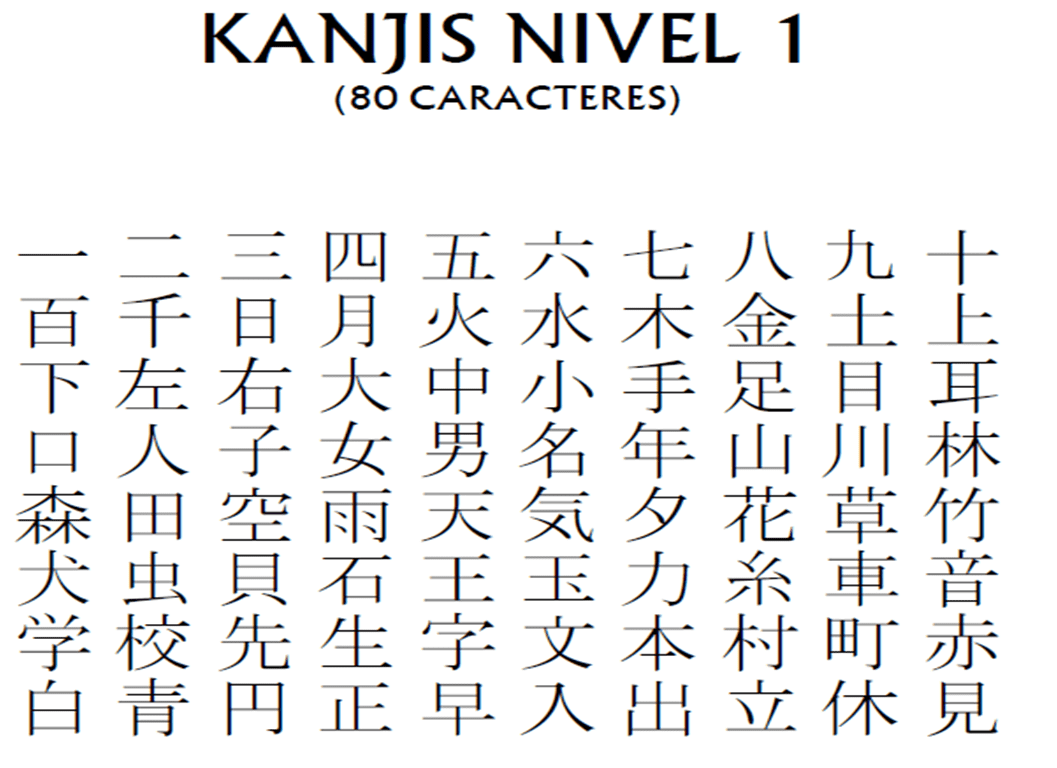 KANJIS NIVEL 1
(80 CARACTERES)
一 二 三 四 五 六 七 八 九 十
百 千 日 月 火 水 木 金 土 上
下 左 右 大 中 小 手 足 目 耳
口 人 子 女 男 名 年 山 川 林
森 田 空 雨 天 気 夕 花 草 竹
犬 虫 貝 石 王 玉 力 糸 車 音
学 校 先 生 字 文 本 村 町 赤
白 青 円 正 早 入 出 立 休 見